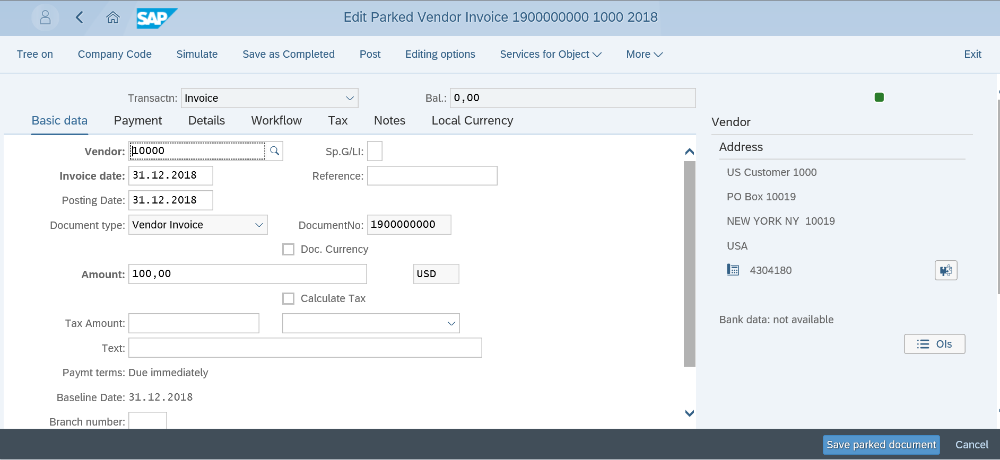 SAP
Edit Parked Vendor Invoice 1900000000 1000 2018
Tree on Company Code Simulate Save as Completed Post Editing options Services for Object More Exit
Transactn: Invoice Bal.: 0,00
Basic data Payment Details Workflow Tax Notes Local Currency
Vendor: 10000 Sp.G/LI:
Invoice date: 31.12.2018 Reference:
Posting Date: 31.12.2018
Document type: Vendor Invoice DocumentNo: 1900000000
Doc. Currency
Amount: 100,00 USD
Calculate Tax
Tax Amount:
Text:
Paymt terms: Due immediately
Baseline Date: 31.12.2018
Branch number:
Vendor
Address
US Customer 1000
PO Box 10019
NEW YORK NY 10019
USA
4304180
Bank data: not available
OIs
Save parked document Cancel